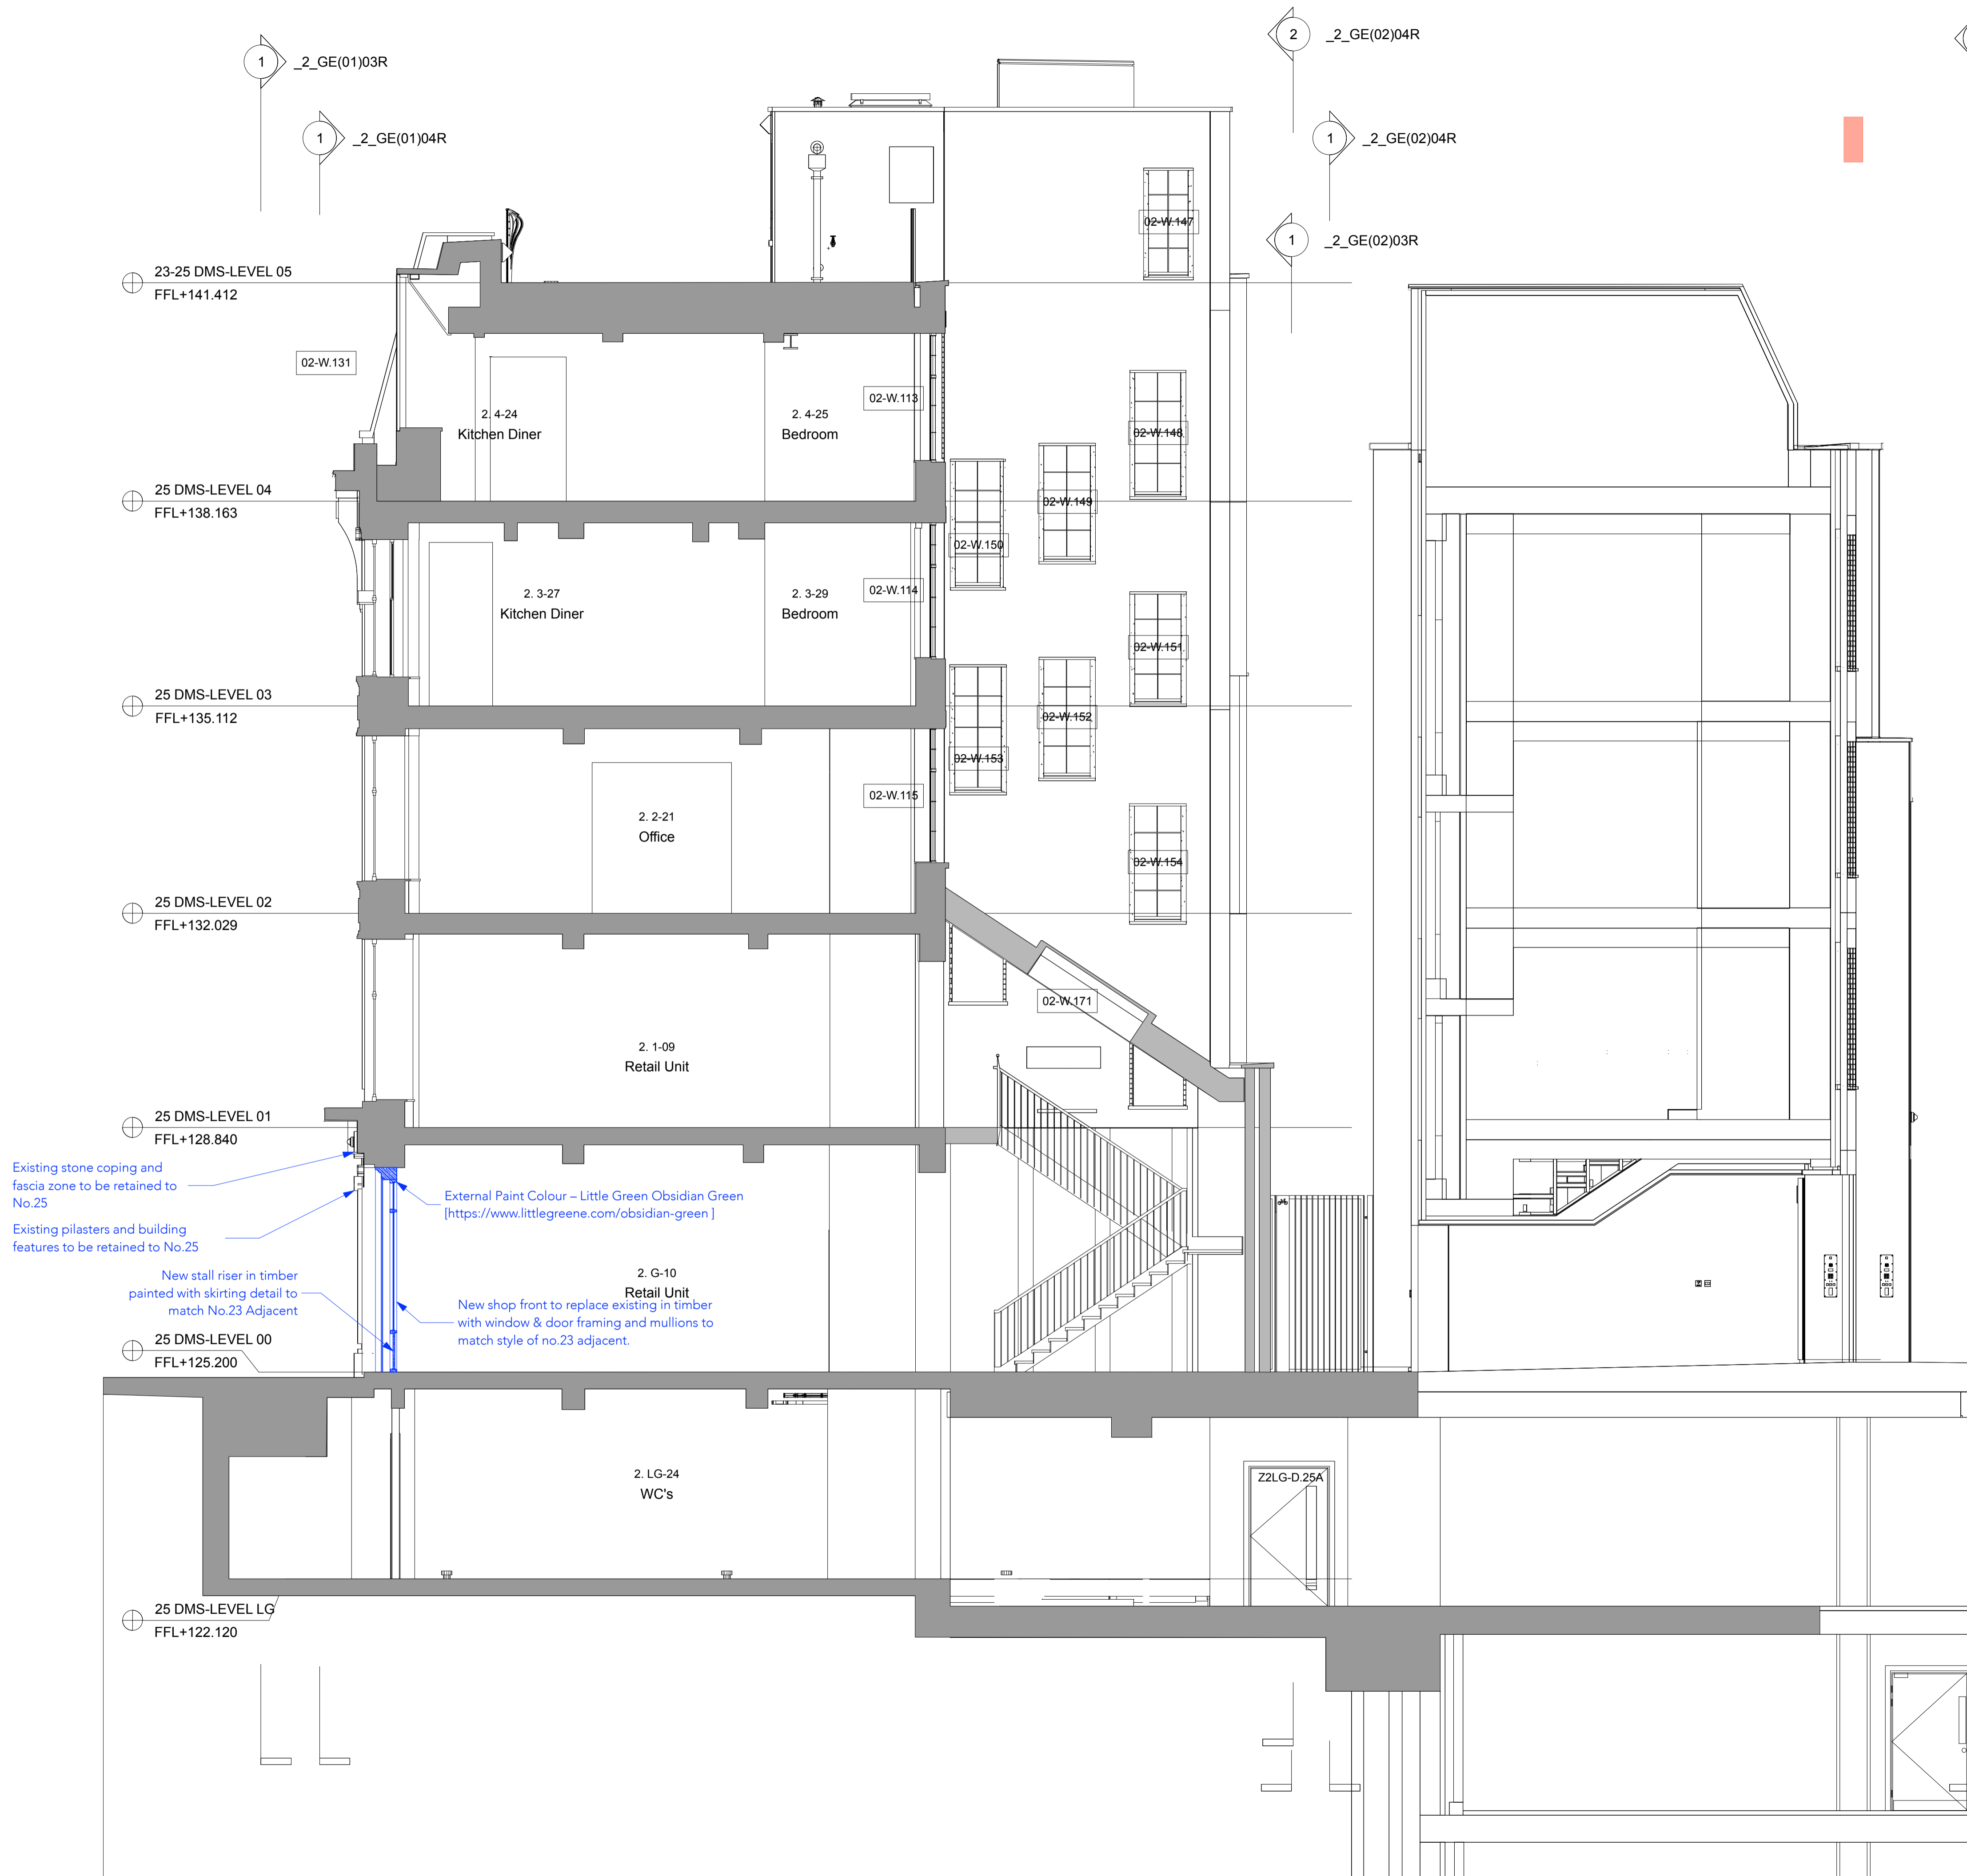 1 _2_GE(01)03R
2 _2_GE(02)04R
1 _2_GE(01)04R
1 _2_GE(02)04R
02-W.147
1 _2_GE(02)03R
23-25 DMS-LEVEL 05
FFL+141.412
02-W.131
02-W.113
2. 4-24
Kitchen Diner
2. 4-25
Bedroom
02-W.148
25 DMS-LEVEL 04
FFL+138.163
02-W.149
02-W.150
02-W.114
2. 3-27
Kitchen Diner
2. 3-29
Bedroom
02-W.151
25 DMS-LEVEL 03
FFL+135.112
02-W.152
02-W.153
02-W.115
2. 2-21
Office
02-W.154
25 DMS-LEVEL 02
FFL+132.029
02-W.171
2. 1-09
Retail Unit
25 DMS-LEVEL 01
FFL+128.840
Existing stone coping and
fascia zone to be retained to
No.25
External Paint Colour – Little Green Obsidian Green
[https://www.littlegreene.com/obsidian-green ]
Existing pilasters and building
features to be retained to No.25
New stall riser in timber
painted with skirting detail to
match No.23 Adjacent
2. G-10
Retail Unit
New shop front to replace existing in timber
with window & door framing and mullions to
match style of no.23 adjacent.
25 DMS-LEVEL 00
FFL+125.200
2. LG-24
WC's
Z2LG-D.25A
25 DMS-LEVEL LG
FFL+122.120